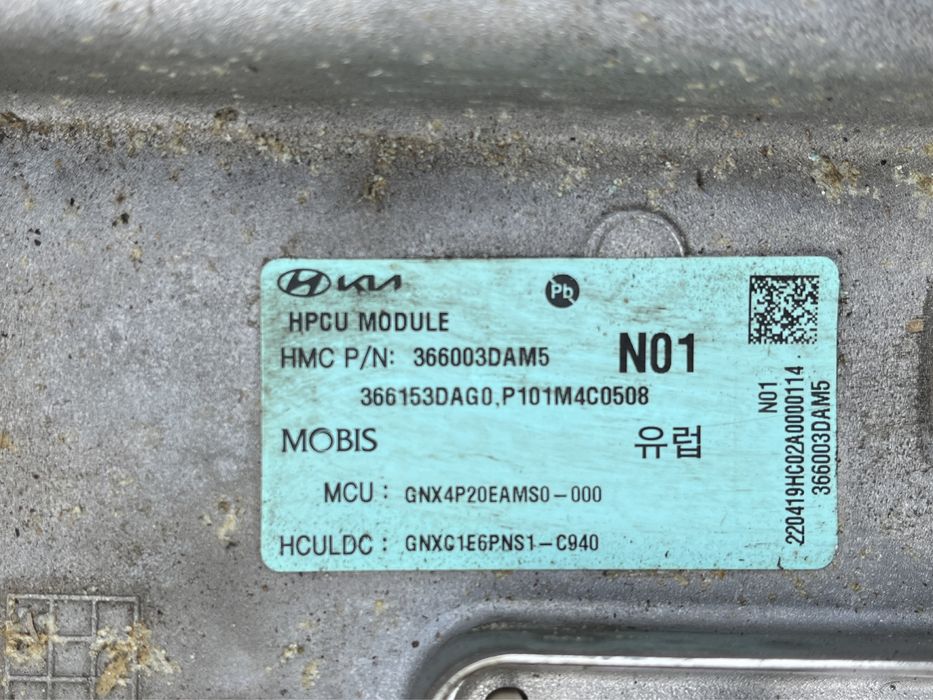 KIA
Pb
HPCU MODULE
HMC P/N: 366003DAM5
N01
366153DAG0,P101M4C0508
MOBIS
유럽
MCU : GNX4P20EAMS0-000
HCULDC : GNXC1E6PNS1-C940
N01
220419HC02A0000114
366003DAM5